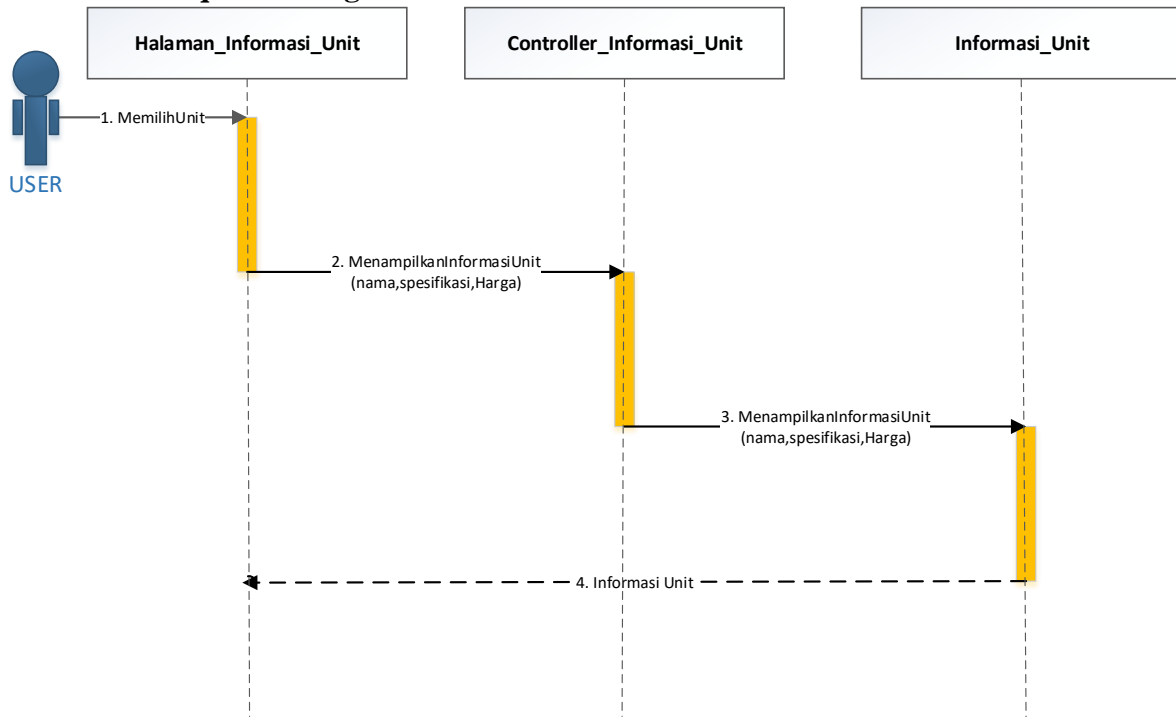 Halaman_Informasi_Unit
Controller_Informasi_Unit
Informasi_Unit
1. MemilihUnit
USER
2. MenampilkanInformasiUnit
(nama,spesifikasi,Harga)
3. MenampilkanInformasiUnit
(nama,spesifikasi,Harga)
4. Informasi Unit